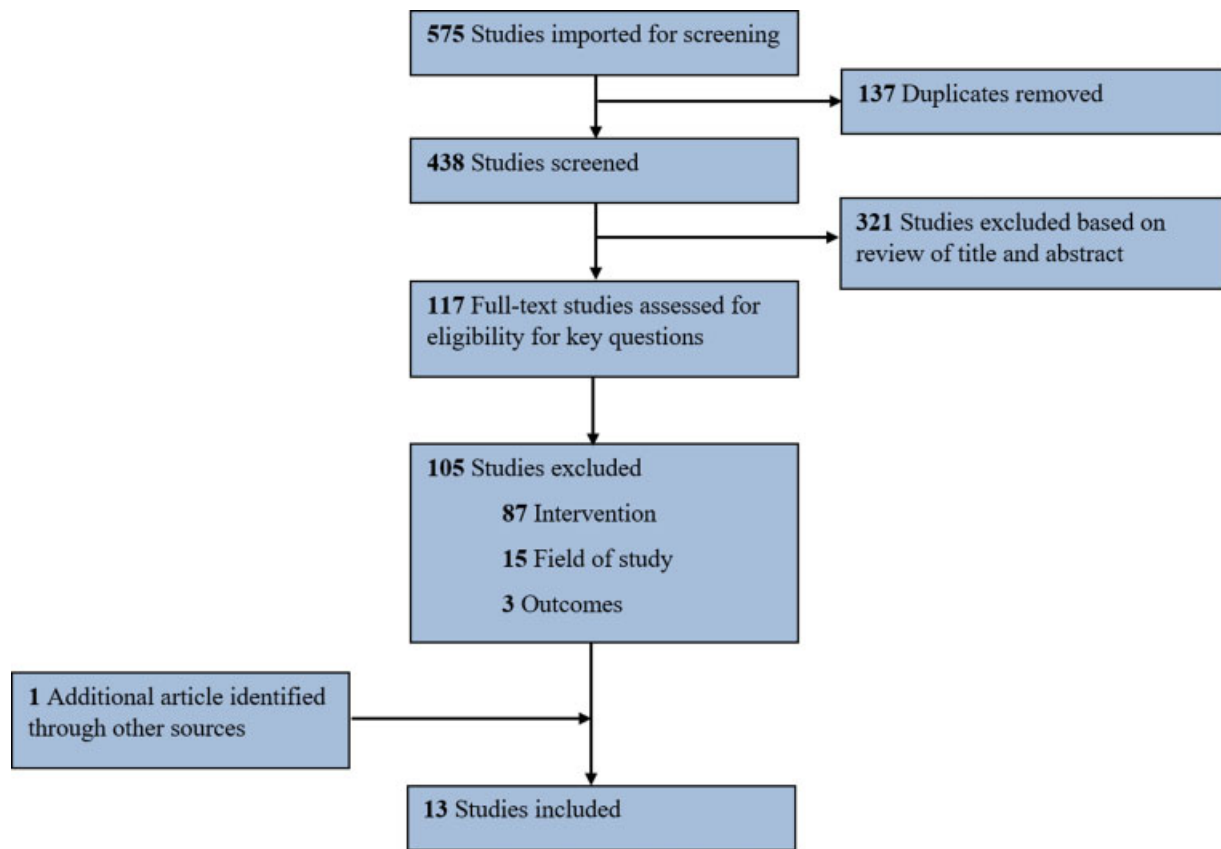 575 Studies imported for screening
137 Duplicates removed
438 Studies screened
321 Studies excluded based on
review of title and abstract
117 Full-text studies assessed for
eligibility for key questions
105 Studies excluded
87 Intervention
15 Field of study
3 Outcomes
1 Additional article identified
through other sources
13 Studies included